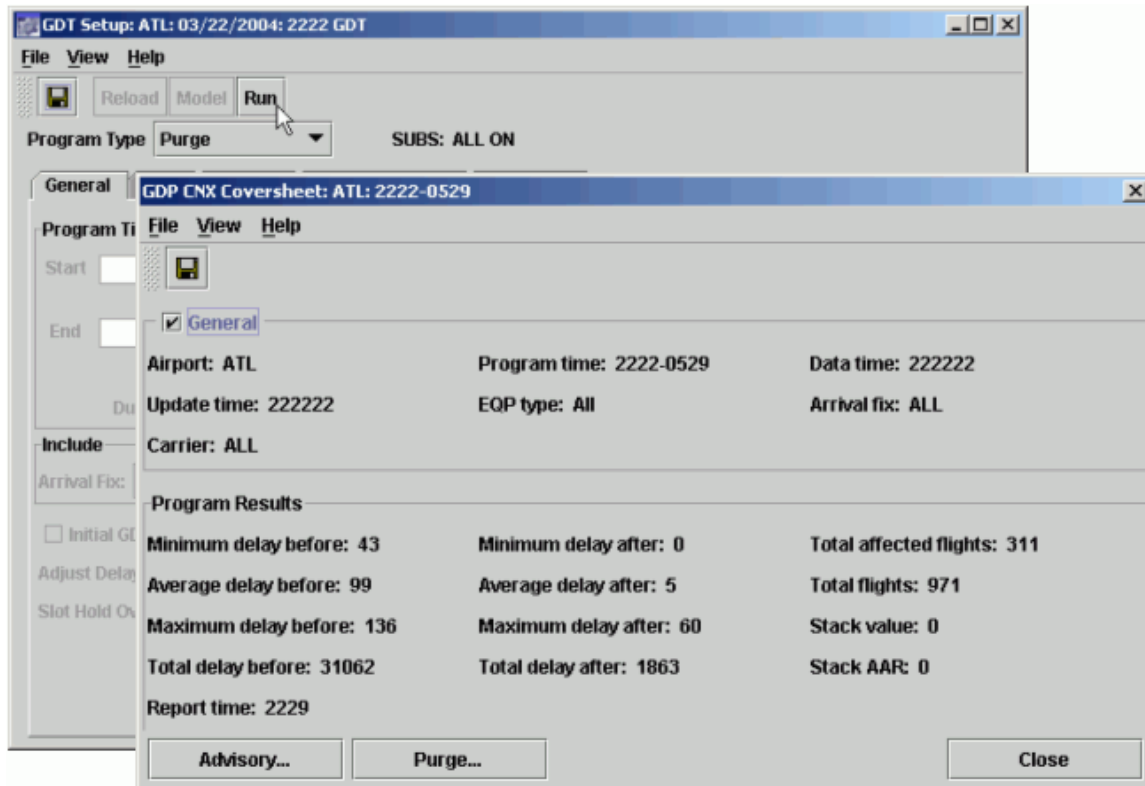 GDT Setup: ATL: 03/22/2004: 2222 GDT
File View Help
Reload Model Run
Program Type Purge SUBS: ALL ON
General
Program Ti
Start
End
Du
Include
Arrival Fix:
Initial GD
Adjust Delay
Slot Hold Ov
GDP CNX Coversheet: ATL: 2222-0529
File View Help
General
Airport: ATL Program time: 2222-0529 Data time: 222222
Update time: 222222 EQP type: All Arrival fix: ALL
Carrier: ALL
Program Results
Minimum delay before: 43 Minimum delay after: 0 Total affected flights: 311
Average delay before: 99 Average delay after: 5 Total flights: 971
Maximum delay before: 136 Maximum delay after: 60 Stack value: 0
Total delay before: 31062 Total delay after: 1863 Stack AAR: 0
Report time: 2229
Advisory... Purge... Close